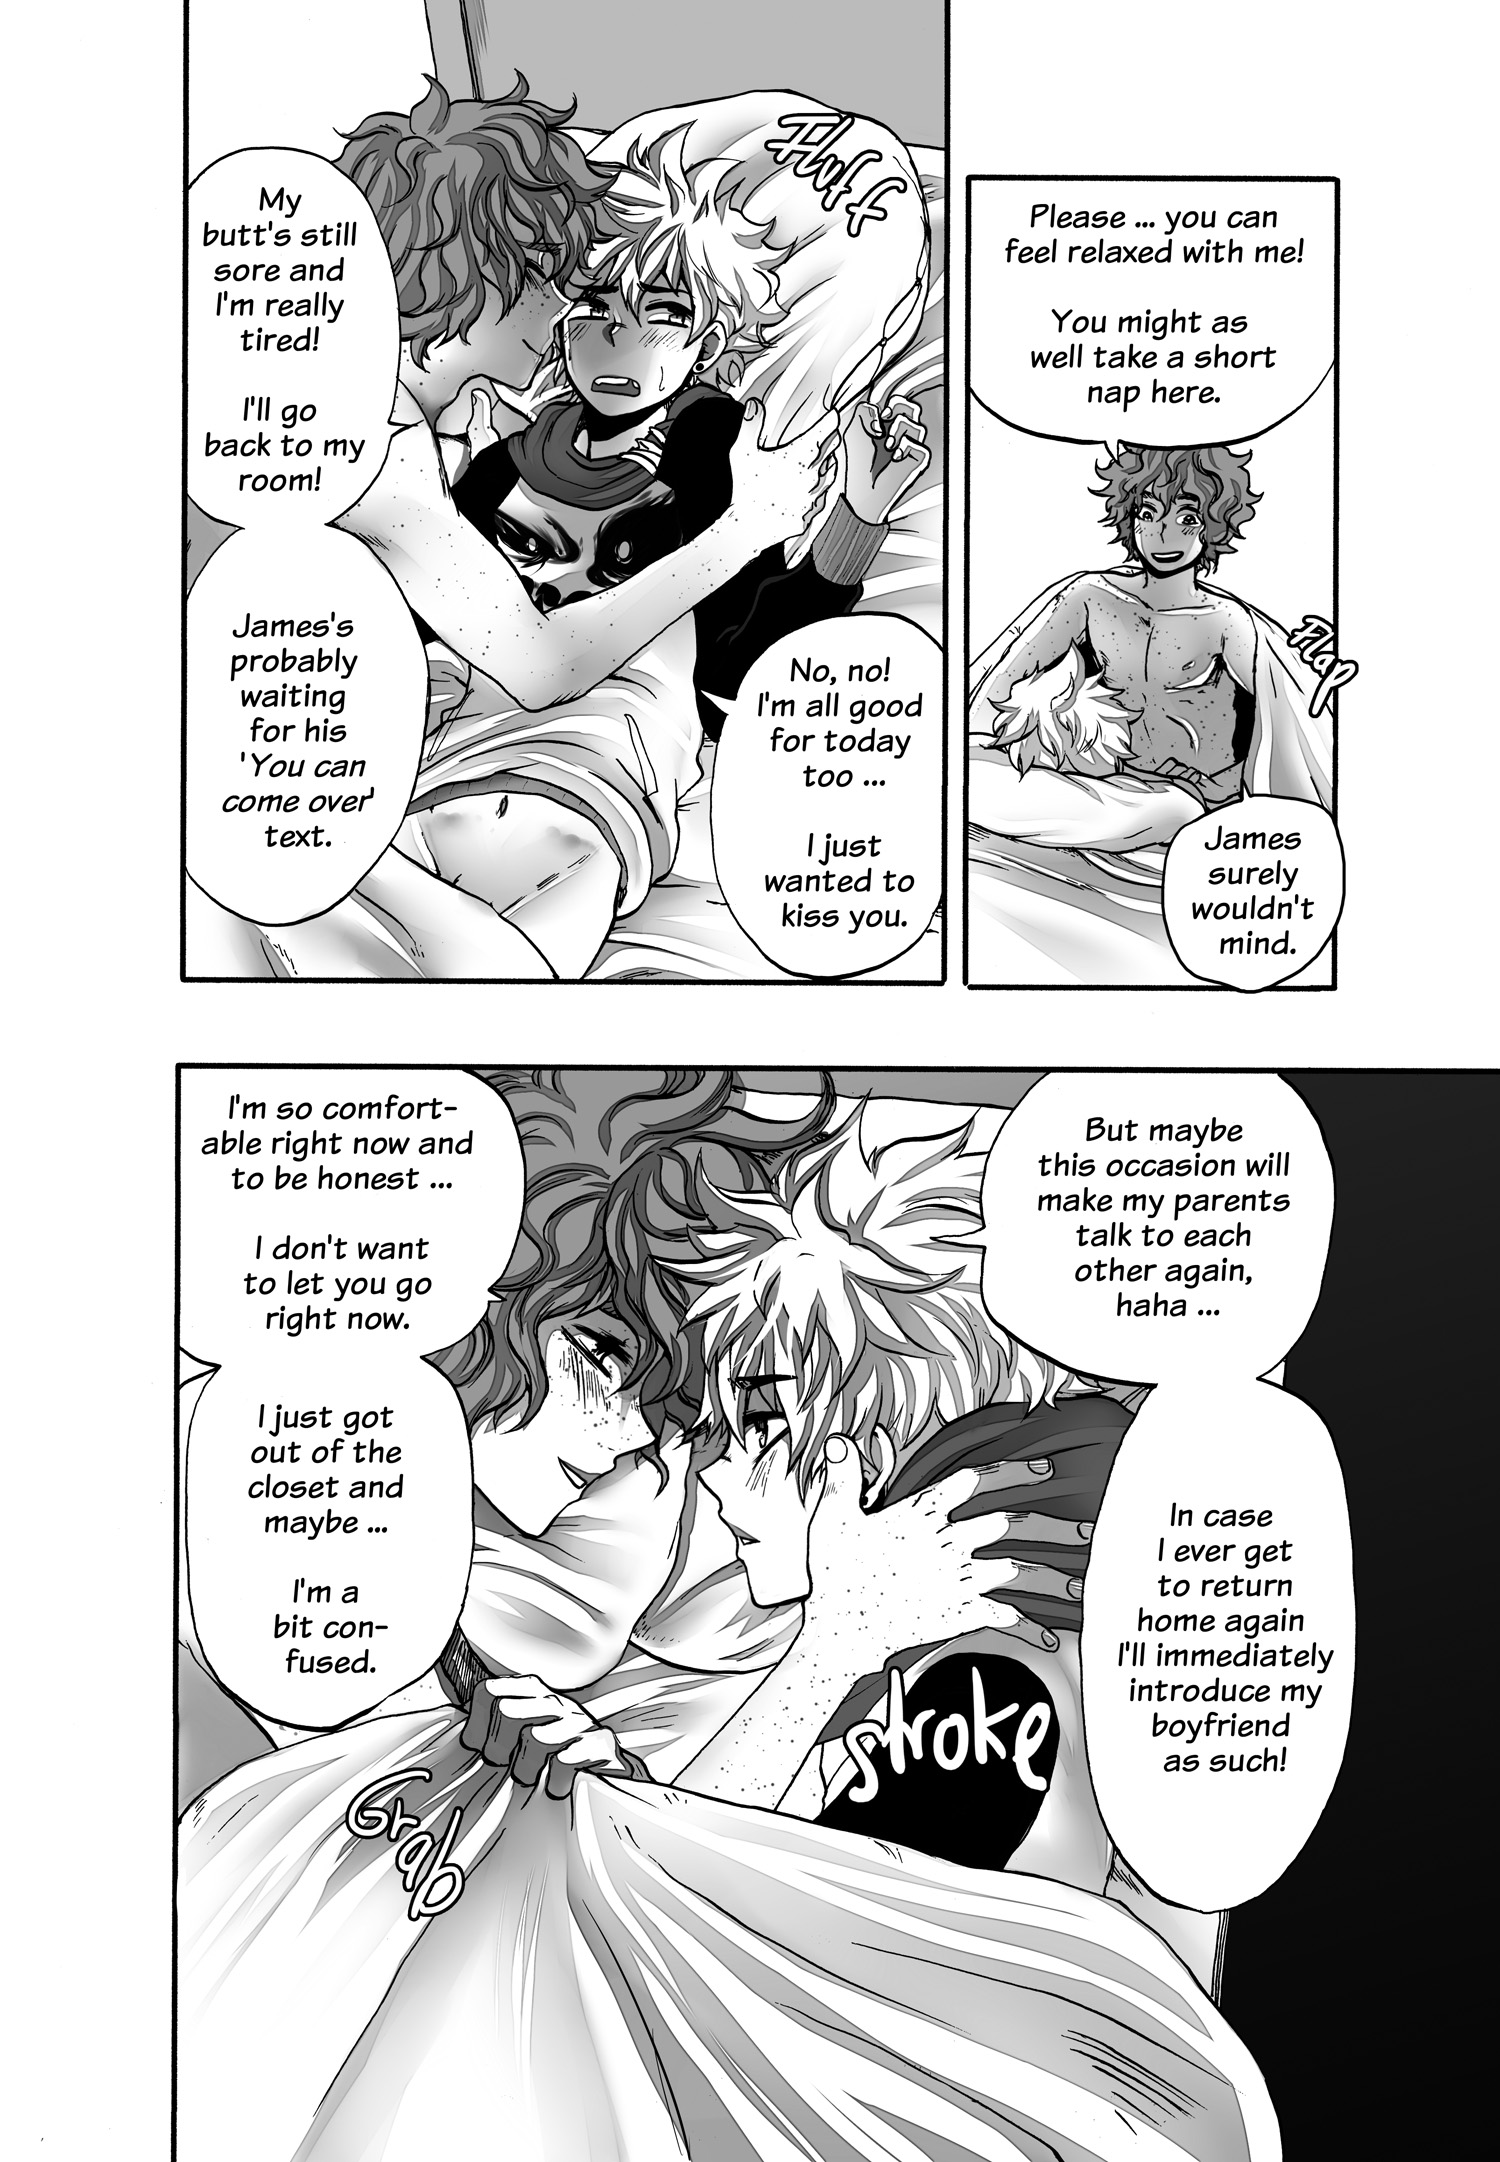 My
butt's still
sore and
I'm really
tired!
I'll go
back to my
room!
James's
probably
waiting
for his
'You can
come over'
text.
Fluff
No, no!
I'm all good
for today
too ...
I just
wanted to
kiss you.
Please ... you can
feel relaxed with me!
You might as
well take a short
nap here.
Flap
James
surely
wouldn't
mind.
I'm so comfort-
able right now and
to be honest ...
I don't want
to let you go
right now.
I just got
out of the
closet and
maybe ...
I'm a
bit con-
fused.
Grab
stroke
But maybe
this occasion will
make my parents
talk to each
other again,
haha ...
In case
I ever get
to return
home again
I'll immediately
introduce my
boyfriend
as such!